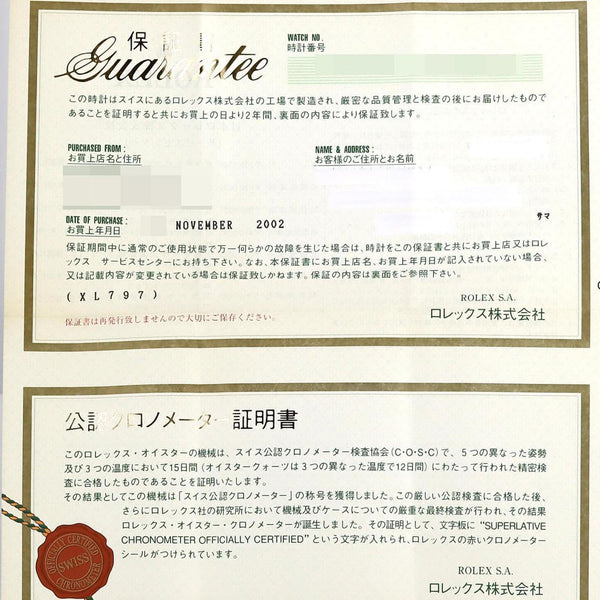 保証書
Guarantee
WATCH NO.
時計番号
この時計はスイスにあるロレックス株式会社の工場で製造され、厳密な品質管理と検査の後にお届けしたもので
あることを証明すると共にお買上の日より2年間、裏面の内容により保証致します。
PURCHASED FROM :
お買上店名と住所
NAME & ADDRESS :
お客様のご住所とお名前
DATE OF PURCHASE :
お買上年月日
NOVEMBER 2002
サマ
保証期間中に通常のご使用状態で万一何らかの故障を生じた場合は、時計をこの保証書と共にお買上店又はロレ
ックス サービスセンターにお持ち下さい。なお、本保証書にお買上店名、お買上年月日が記入されていない場合、
又は記載内容が変更されている場合は保証致しかねます。保証の内容は裏面をご参照下さい。
(XL797)
ROLEX S.A.
ロレックス株式会社
保証書は再発行致しませんので大切にご保存ください。
公認クロノメーター証明書
このロレックス・オイスターの機械は、スイス公認クロノメーター検査協会(C・O・S・C)で、5つの異なった姿勢
及び3つの温度において15日間(オイスタークォーツは3つの異なった温度で12日間)にわたって行われた精密検
査に合格したものであることを証明いたします。
その結果としてこの機械は「スイス公認クロノメーター」の称号を獲得しました。この厳しい公認検査に合格した後、
さらにロレックス社の研究所において機械及びケースについての厳重な最終検査が行われ、その結果
ロレックス・オイスター・クロノメーターが誕生しました。その証明として、文字板に"SUPERLATIVE
CHRONOMETER OFFICIALLY CERTIFIED"という文字が入れられ、ロレックスの赤いクロノメーター
シールがつけられています。
OFFICIALLY CERTIFIED
SWISS
CHRONOMETER
ROLEX S.A.
ロレックス株式会社